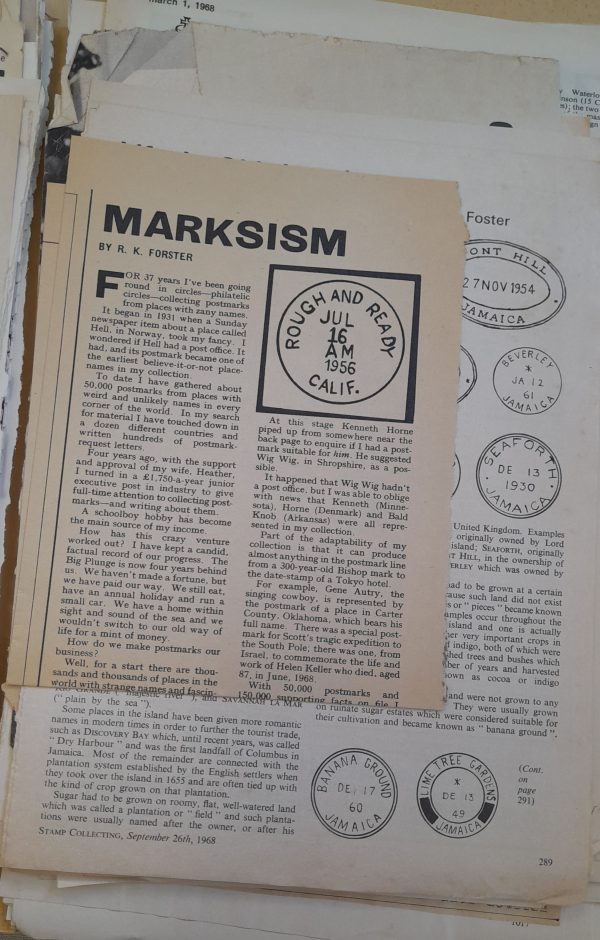 March 1, 1968
MARKSISM
BY R. K. FORSTER
FOR 37 years I've been going
round in circles—philatelic
circles—collecting postmarks
from places with zany names.
It began in 1931 when a Sunday
newspaper item about a place called
Hell, in Norway, took my fancy. I
wondered if Hell had a post office. It
had, and its postmark became one of
the earliest believe-it-or-not place-
names in my collection.
To date I have gathered about
50,000 postmarks from places with
weird and unlikely names in every
corner of the world. In my search
for material I have touched down in
a dozen different countries and
written hundreds of postmark-
request letters.
Four years ago, with the support
and approval of my wife, Heather,
I turned in a £1,750-a-year junior
executive post in industry to give
full-time attention to collecting post-
marks—and writing about them.
A schoolboy hobby has become
the main source of my income.
How has this crazy venture
worked out? I have kept a candid,
factual record of our progress. The
Big Plunge is now four years behind
us. We haven't made a fortune, but
we have paid our way. We still eat,
have an annual holiday and run a
small car. We have a home within
sight and sound of the sea and we
wouldn't switch to our old way of
life for a mint of money.
How do we make postmarks our
business?
Well, for a start there are thou-
sands and thousands of places in the
world with strange names and fascin-
ROUGH AND READY
JUL
16
AM
1956
CALIF.
At this stage Kenneth Horne
piped up from somewhere near the
back page to enquire if I had a post-
mark suitable for him. He suggested
Wig Wig, in Shropshire, as a pos-
sible.
It happened that Wig Wig hadn't
a post office, but I was able to oblige
with news that Kenneth (Minne-
sota), Horne (Denmark) and Bald
Knob (Arkansas) were all repre-
sented in my collection.
Part of the adaptability of my
collection is that it can produce
almost anything in the postmark line
from a 300-year-old Bishop mark to
the date-stamp of a Tokyo hotel.
For example, Gene Autry, the
singing cowboy, is represented by
the postmark of a place in Carter
County, Oklahoma, which bears his
full name. There was a special post-
mark for Scott's tragic expedition to
the South Pole; there was one, from
Israel, to commemorate the life and
work of Helen Keller who died, aged
87, in June, 1968.
With 50,000 postmarks and
150,000 supporting facts on file I
Foster
ONT HILL
27 NOV 1954
JAMAICA
BEVERLEY
*
JA 12
61
JAMAICA
SEAFORTH
DE 13
1930
JAMAICA
United Kingdom. Examples
originally owned by Lord
island; SEAFORTH, originally
T HILL, in the ownership of
ERLEY which was owned by
had to be grown at a certain
ause such land did not exist
s or " pieces " became known
amples occur throughout the
island and one is actually
her very important crops in
d indigo, both of which were
shed trees and bushes which
ber of years and harvested
own as cocoa or indigo
and were not grown to any
They were usually grown
on ruinate sugar estates which were considered suitable for
their cultivation and became known as " banana ground ".
" majestic river "), and SAVANNAH LA MAR
(" plain by the sea ").
Some places in the island have been given more romantic
names in modern times in order to further the tourist trade,
such as DISCOVERY BAY which, until recent years, was called
" Dry Harbour " and was the first landfall of Columbus in
Jamaica. Most of the remainder are connected with the
plantation system established by the English settlers when
they took over the island in 1655 and are often tied up with
the kind of crop grown on that plantation.
Sugar had to be grown on roomy, flat, well-watered land
which was called a plantation or " field " and such planta-
tions were usually named after the owner, or after his
BANANA GROUND
DE 17
60
JAMAICA
LIME TREE GARDENS
*
DE 13
49
JAMAICA
(Cont.
on
page
291)
STAMP COLLECTING, September 26th, 1968
289